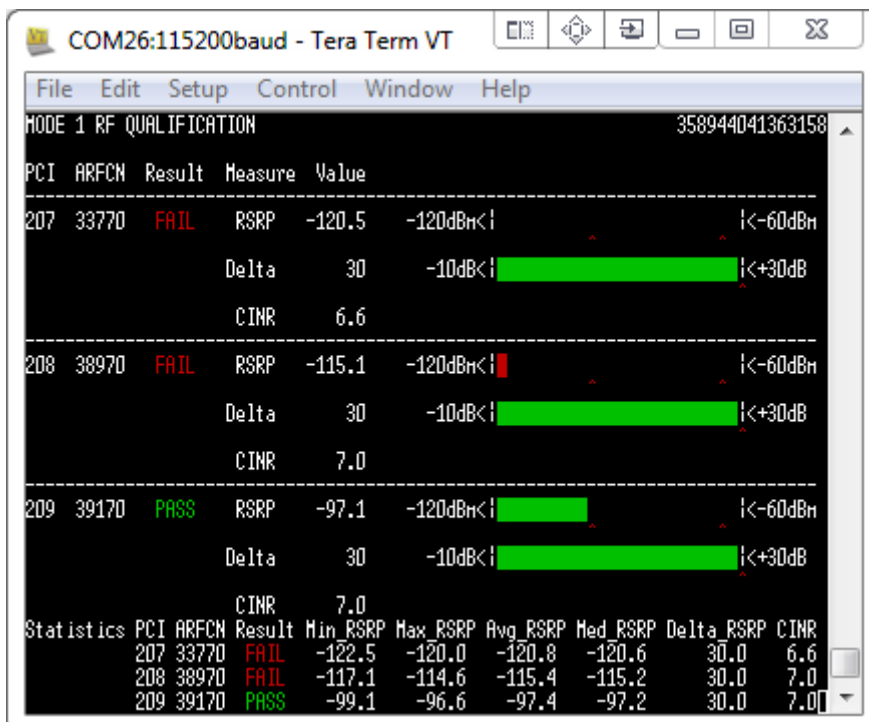 COM26:115200baud - Tera Term VT
File Edit Setup Control Window Help
MODE 1 RF QUALIFICATION 358944041363158
PCI ARFCN Result Measure Value
207 33770 FAIL RSRP -120.5 -120dBm<| |<-60dBm
Delta 30 -10dB<| |<+30dB
CINR 6.6
208 38970 FAIL RSRP -115.1 -120dBm<| |<-60dBm
Delta 30 -10dB<| |<+30dB
CINR 7.0
209 39170 PASS RSRP -97.1 -120dBm<| |<-60dBm
Delta 30 -10dB<| |<+30dB
CINR 7.0
Statistics PCI ARFCN Result Min_RSRP Max_RSRP Avg_RSRP Med_RSRP Delta_RSRP CINR
207 33770 FAIL -122.5 -120.0 -120.8 -120.6 30.0 6.6
208 38970 FAIL -117.1 -114.6 -115.4 -115.2 30.0 7.0
209 39170 PASS -99.1 -96.6 -97.4 -97.2 30.0 7.0